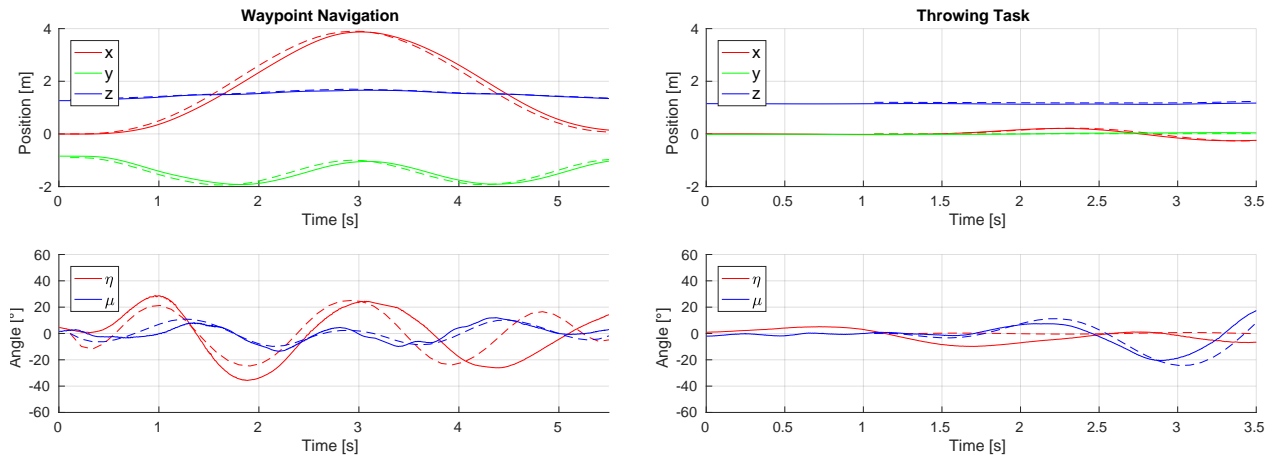 Waypoint Navigation
4
2
0
-2
Position [m]
x
y
z
0 1 2 3 4 5
Time [s]
Throwing Task
4
2
0
-2
Position [m]
x
y
z
0 0.5 1 1.5 2 2.5 3 3.5
Time [s]
60
40
20
0
-20
-40
-60
Angle [°]
η
μ
0 1 2 3 4 5
Time [s]
60
40
20
0
-20
-40
-60
Angle [°]
η
μ
0 0.5 1 1.5 2 2.5 3 3.5
Time [s]